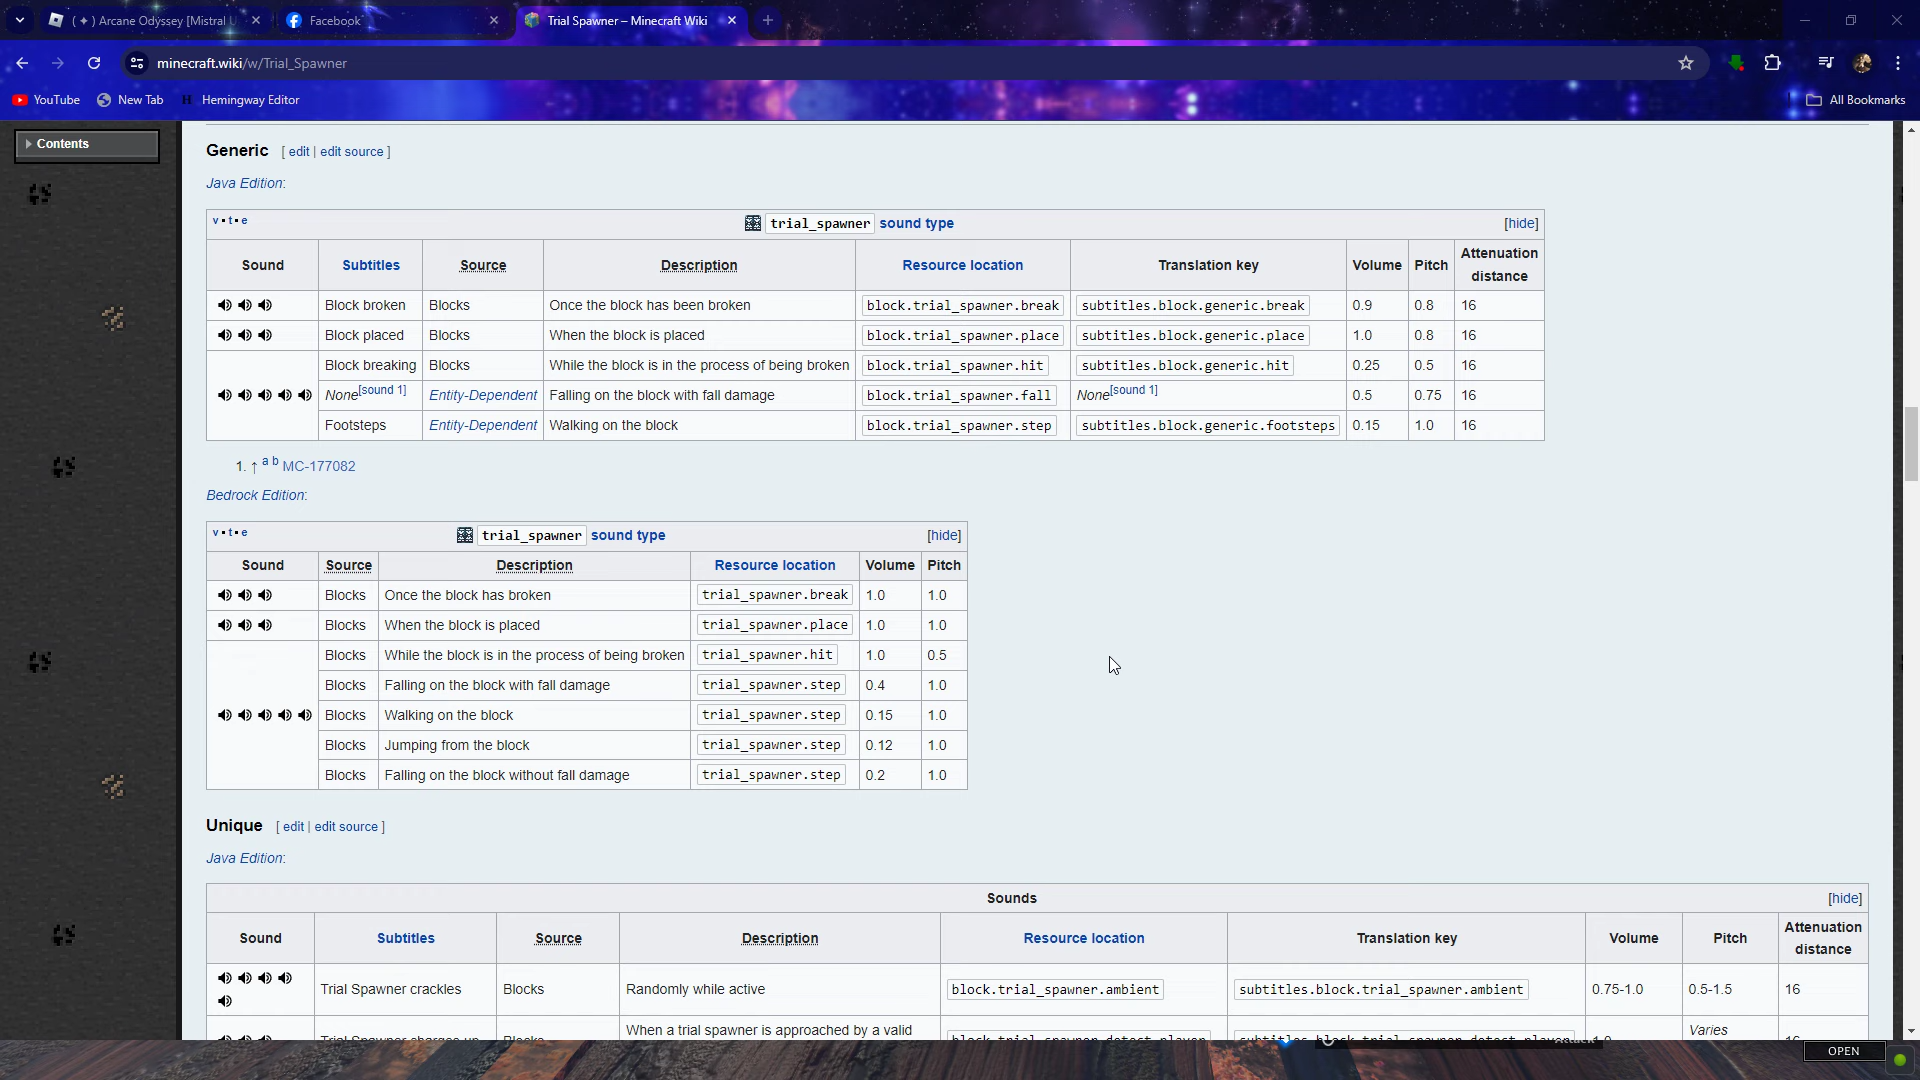 ( ✦ ) Arcane Odyssey [Mistral U
Facebook
Trial Spawner – Minecraft Wiki
minecraft.wiki/w/Trial_Spawner
YouTube
New Tab
H Hemingway Editor
All Bookmarks
Contents
Generic [ edit | edit source ]
Java Edition:
v • t • e trial_spawner sound type [hide]
Sound Subtitles Source Description Resource location Translation key Volume Pitch Attenuation distance
Block broken Blocks Once the block has been broken block.trial_spawner.break subtitles.block.generic.break 0.9 0.8 16
Block placed Blocks When the block is placed block.trial_spawner.place subtitles.block.generic.place 1.0 0.8 16
Block breaking Blocks While the block is in the process of being broken block.trial_spawner.hit subtitles.block.generic.hit 0.25 0.5 16
None[sound 1] Entity-Dependent Falling on the block with fall damage block.trial_spawner.fall None[sound 1] 0.5 0.75 16
Footsteps Entity-Dependent Walking on the block block.trial_spawner.step subtitles.block.generic.footsteps 0.15 1.0 16
1. ↑ a b MC-177082
Bedrock Edition:
v • t • e trial_spawner sound type [hide]
Sound Source Description Resource location Volume Pitch
Blocks Once the block has broken trial_spawner.break 1.0 1.0
Blocks When the block is placed trial_spawner.place 1.0 1.0
Blocks While the block is in the process of being broken trial_spawner.hit 1.0 0.5
Blocks Falling on the block with fall damage trial_spawner.step 0.4 1.0
Blocks Walking on the block trial_spawner.step 0.15 1.0
Blocks Jumping from the block trial_spawner.step 0.12 1.0
Blocks Falling on the block without fall damage trial_spawner.step 0.2 1.0
Unique [ edit | edit source ]
Java Edition:
Sounds [hide]
Sound Subtitles Source Description Resource location Translation key Volume Pitch Attenuation distance
Trial Spawner crackles Blocks Randomly while active block.trial_spawner.ambient subtitles.block.trial_spawner.ambient 0.75-1.0 0.5-1.5 16
When a trial spawner is approached by a valid
Trial Spawner charges up Blocks block.trial_spawner.detect_player subtitles.block.trial_spawner.detect_player 1.0 Varies 16
OPEN